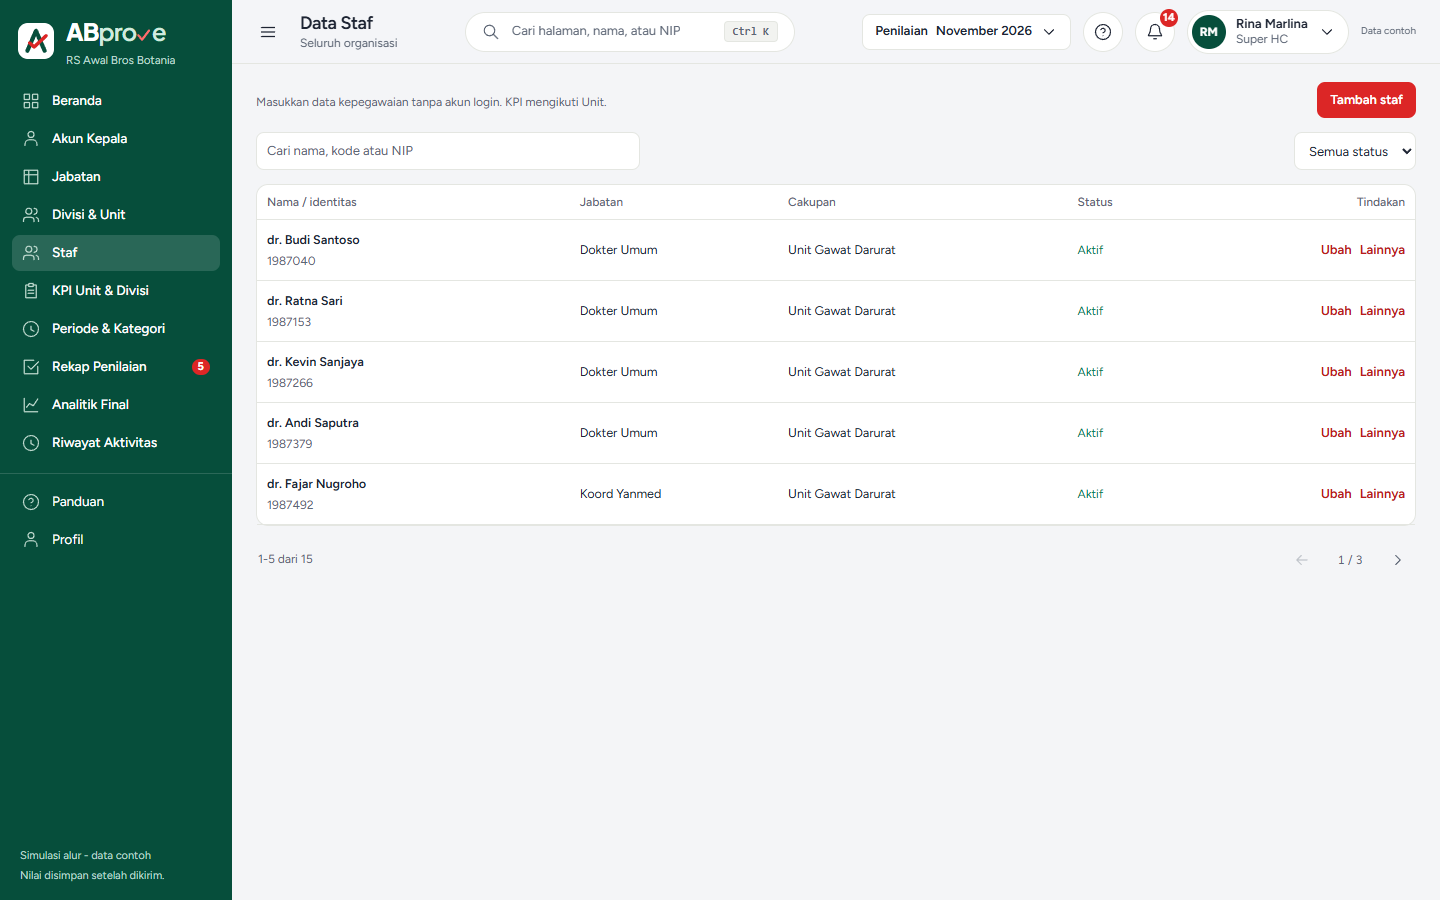 ABprove
RS Awal Bros Botania
Beranda
Akun Kepala
Jabatan
Divisi & Unit
Staf
KPI Unit & Divisi
Periode & Kategori
Rekap Penilaian 5
Analitik Final
Riwayat Aktivitas
Panduan
Profil
Simulasi alur - data contoh
Nilai disimpan setelah dikirim.
Data Staf
Seluruh organisasi
Cari halaman, nama, atau NIP Ctrl K
Penilaian November 2026
14
RM
Rina Marlina
Super HC
Data contoh
Masukkan data kepegawaian tanpa akun login. KPI mengikuti Unit.
Tambah staf
Cari nama, kode atau NIP
Semua status
Nama / identitas Jabatan Cakupan Status Tindakan
dr. Budi Santoso
1987040
Dokter Umum Unit Gawat Darurat Aktif Ubah Lainnya
dr. Ratna Sari
1987153
Dokter Umum Unit Gawat Darurat Aktif Ubah Lainnya
dr. Kevin Sanjaya
1987266
Dokter Umum Unit Gawat Darurat Aktif Ubah Lainnya
dr. Andi Saputra
1987379
Dokter Umum Unit Gawat Darurat Aktif Ubah Lainnya
dr. Fajar Nugroho
1987492
Koord Yanmed Unit Gawat Darurat Aktif Ubah Lainnya
1-5 dari 15
1 / 3